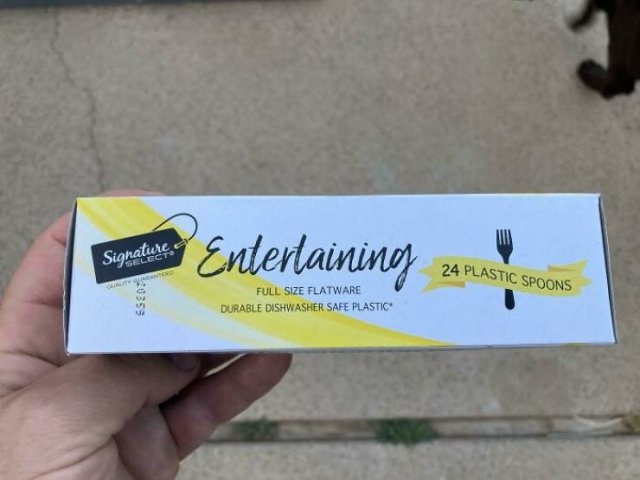 Signature
SELECT®
QUALITY GUARANTEED
Entertaining
FULL SIZE FLATWARE
DURABLE DISHWASHER SAFE PLASTIC*
24 PLASTIC SPOONS